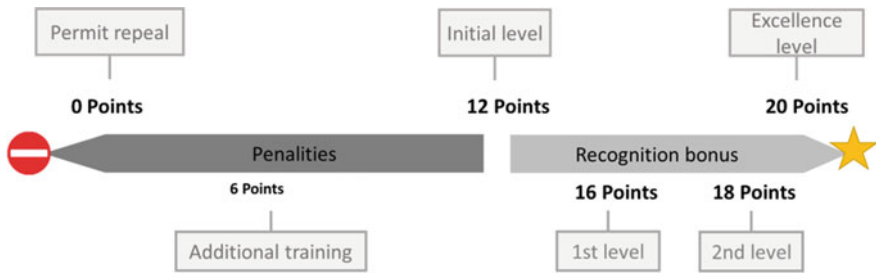 Permit repeal
Initial level
Excellence
level
0 Points
12 Points
20 Points
Penalities
Recognition bonus
6 Points
16 Points
18 Points
Additional training
1st level
2nd level